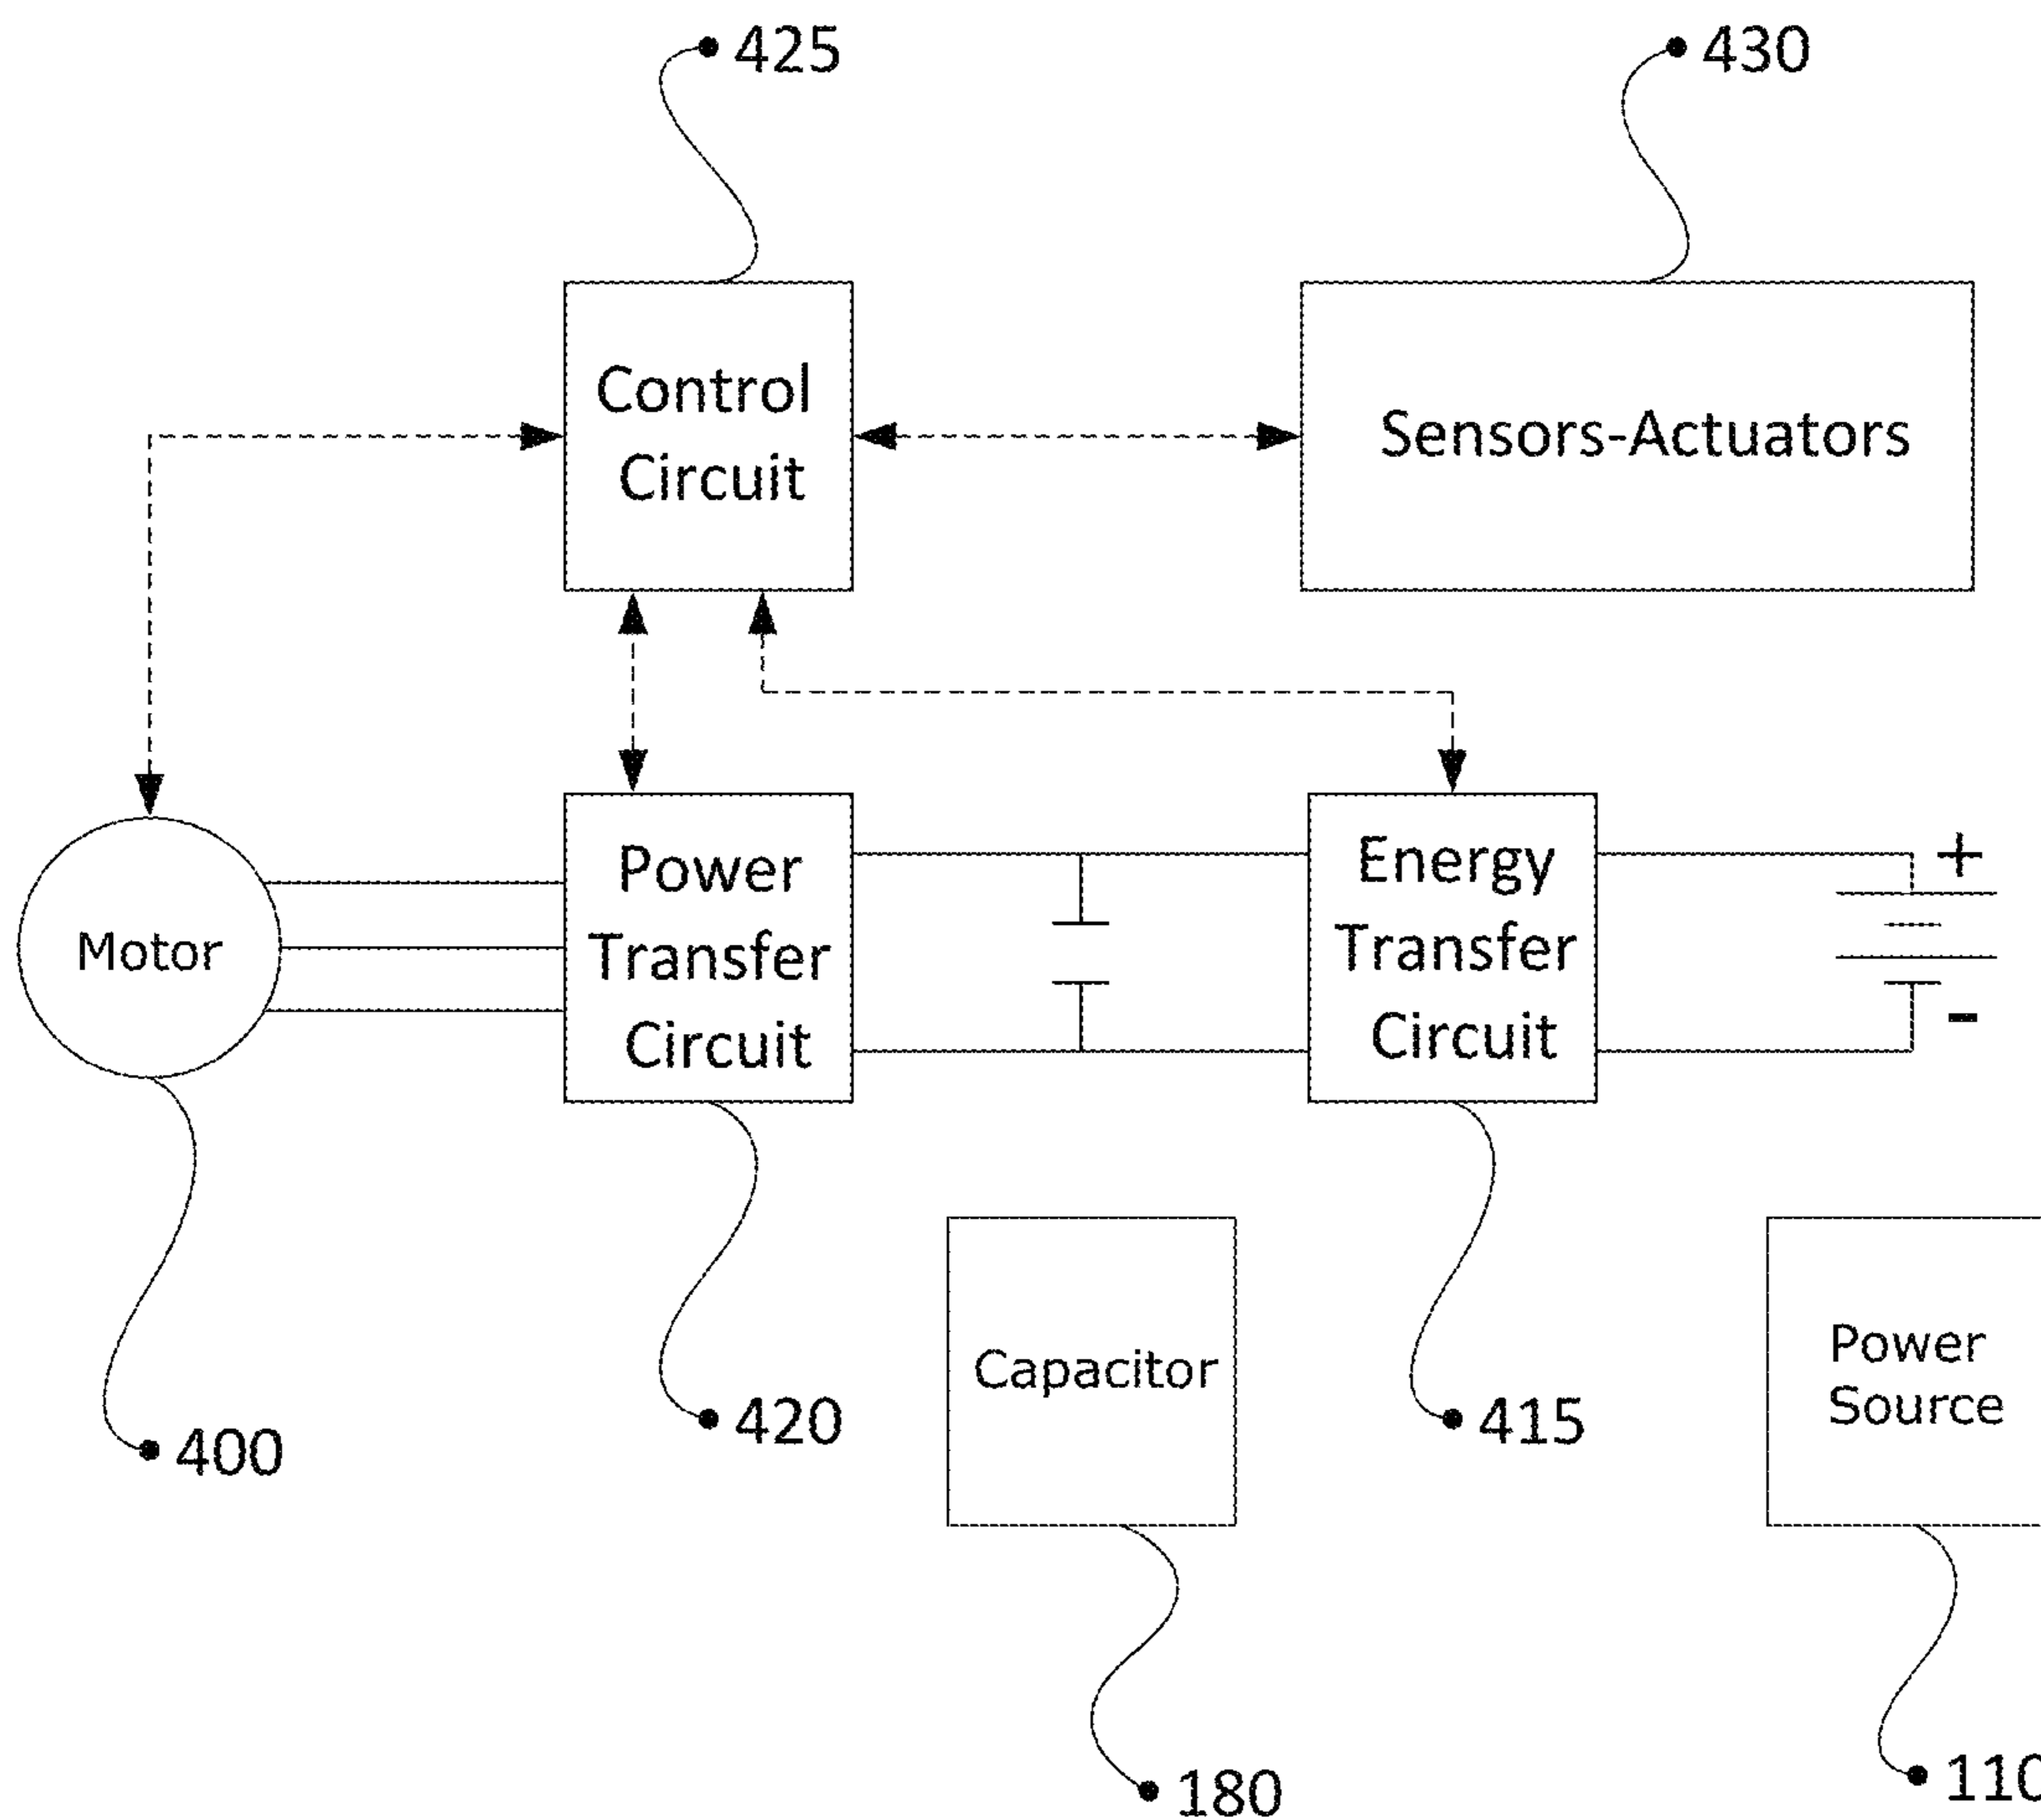 425
430
Control
Circuit
Sensors-Actuators
Motor
Power
Transfer
Circuit
Energy
Transfer
Circuit
+
-
Capacitor
Power
Source
400
420
415
180
110